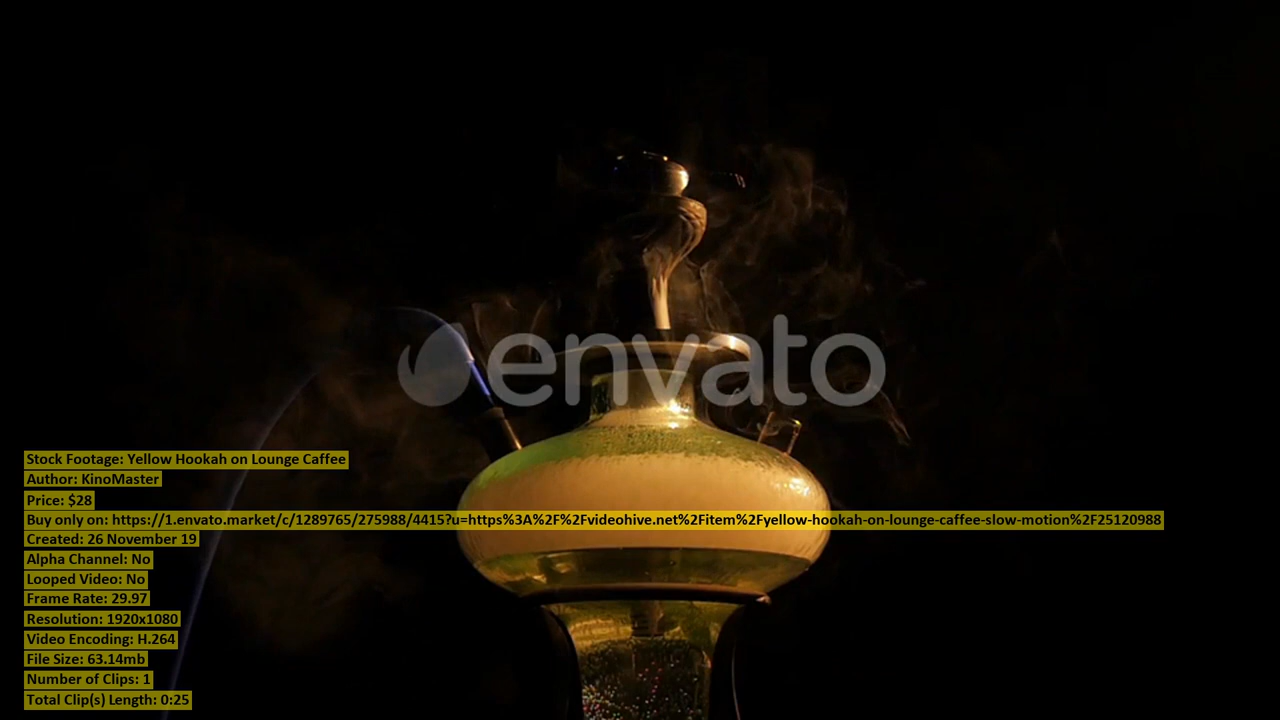 envato
Stock Footage: Yellow Hookah on Lounge Caffee
Author: KinoMaster
Price: $28
Buy only on: https://1.envato.market/c/1289765/275988/4415?u=https%3A%2F%2Fvideohive.net%2Fitem%2Fyellow-hookah-on-lounge-caffee-slow-motion%2F25120988
Created: 26 November 19
Alpha Channel: No
Looped Video: No
Frame Rate: 29.97
Resolution: 1920x1080
Video Encoding: H.264
File Size: 63.14mb
Number of Clips: 1
Total Clip(s) Length: 0:25